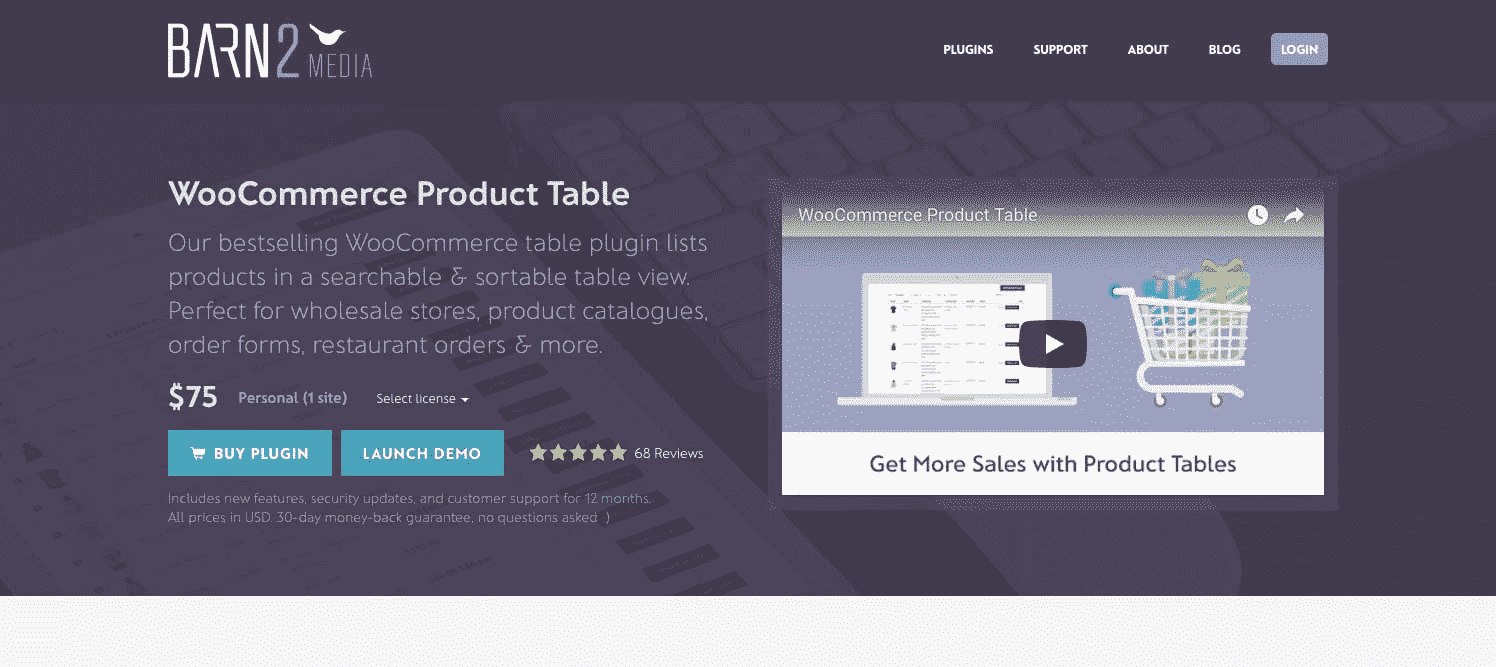 BARN2 MEDIA
PLUGINS
SUPPORT
ABOUT
BLOG
LOGIN
WooCommerce Product Table
Our bestselling WooCommerce table plugin lists
products in a searchable & sortable table view.
Perfect for wholesale stores, product catalogues,
order forms, restaurant orders & more.
$75 Personal (1 site) Select license
BUY PLUGIN
LAUNCH DEMO
68 Reviews
Includes new features, security updates, and customer support for 12 months.
All prices in USD. 30-day money-back guarantee, no questions asked :)
WooCommerce Product Table
Get More Sales with Product Tables